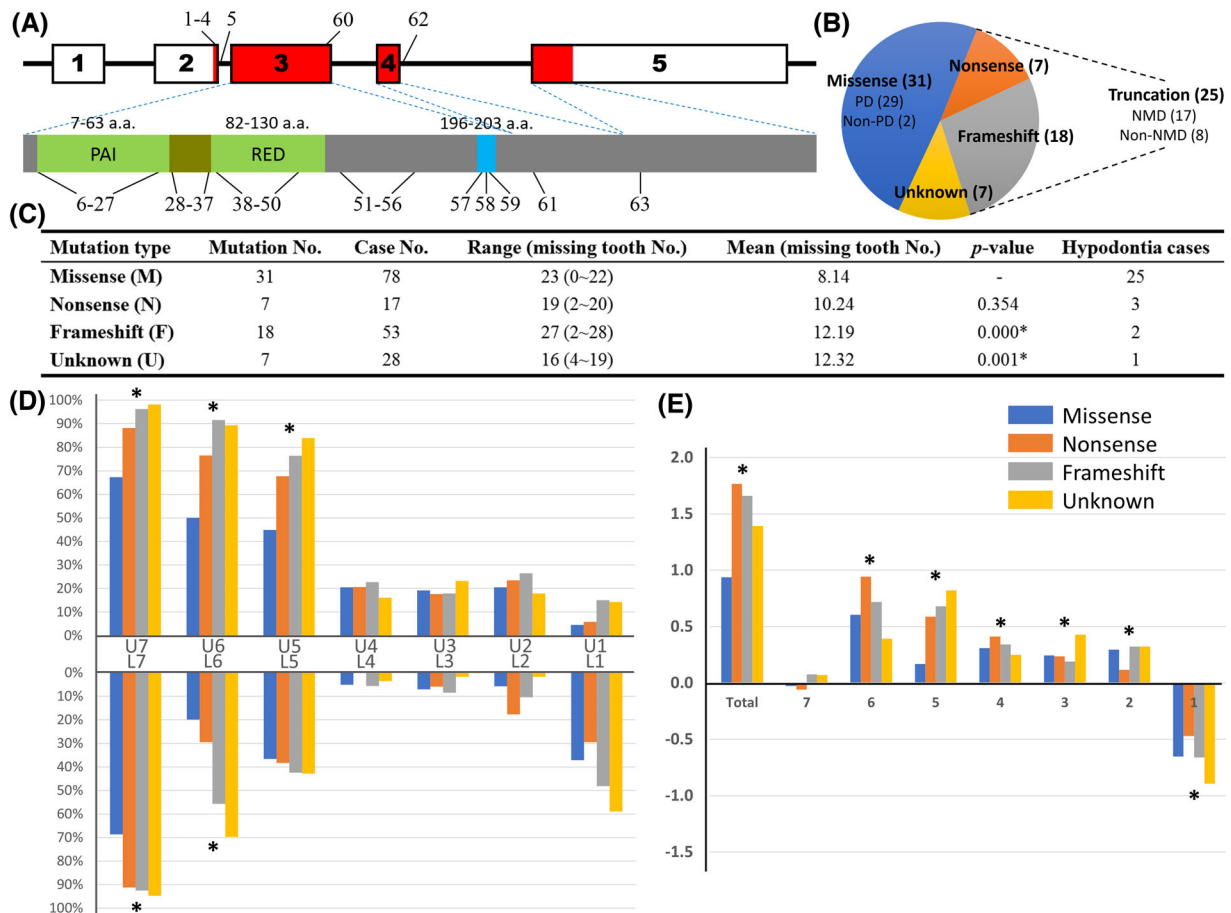 (A)
1-4 5 60 62
1 2 3 4 5
7-63 a.a. 82-130 a.a. 196-203 a.a.
PAI RED
6-27 28-37 38-50 51-56 57 58 59 61 63
(B)
Missense (31)
PD (29)
Non-PD (2)
Nonsense (7)
Frameshift (18)
Unknown (7)
Truncation (25)
NMD (17)
Non-NMD (8)
(C)
Mutation type Mutation No. Case No. Range (missing tooth No.) Mean (missing tooth No.) p-value Hypodontia cases
Missense (M) 31 78 23 (0~22) 8.14 - 25
Nonsense (N) 7 17 19 (2~20) 10.24 0.354 3
Frameshift (F) 18 53 27 (2~28) 12.19 0.000* 2
Unknown (U) 7 28 16 (4~19) 12.32 0.001* 1
(D)
100%
90%
80%
70%
60%
50%
40%
30%
20%
10%
0%
* * *
U7 U6 U5 U4 U3 U2 U1
L7 L6 L5 L4 L3 L2 L1
0%
10%
20%
30%
40%
50%
60%
70%
80%
90%
100%
* *
(E)
Missense
Nonsense
Frameshift
Unknown
2.0
1.5
1.0
0.5
0.0
-0.5
-1.0
-1.5
* * * * * * *
Total 7 6 5 4 3 2 1